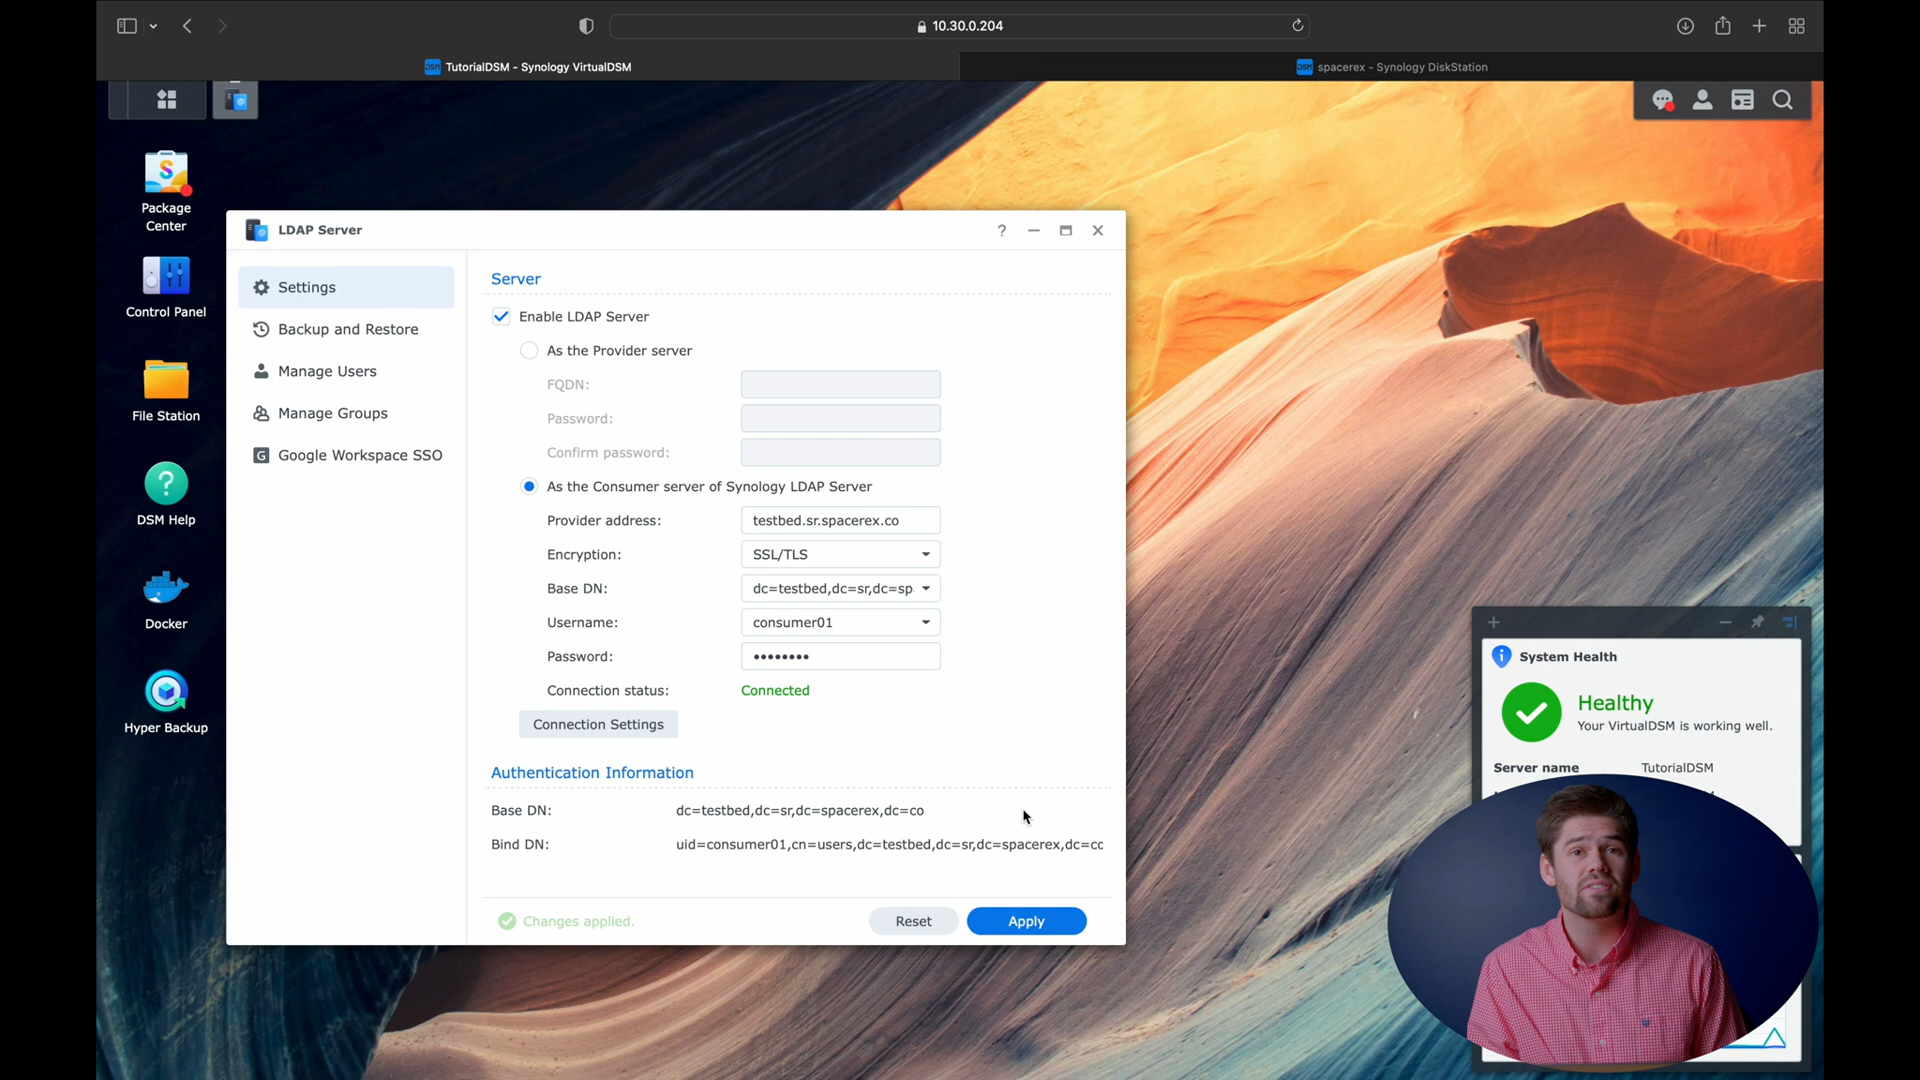 10.30.0.204
TutorialDSM - Synology VirtualDSM
spacerex - Synology DiskStation
Package
Center
Control Panel
File Station
DSM Help
Docker
Hyper Backup
LDAP Server
Settings
Backup and Restore
Manage Users
Manage Groups
Google Workspace SSO
Server
Enable LDAP Server
As the Provider server
FQDN:
Password:
Confirm password:
As the Consumer server of Synology LDAP Server
Provider address: testbed.sr.spacerex.co
Encryption: SSL/TLS
Base DN: dc=testbed,dc=sr,dc=sp
Username: consumer01
Password: ••••••••
Connection status: Connected
Connection Settings
Authentication Information
Base DN: dc=testbed,dc=sr,dc=spacerex,dc=co
Bind DN: uid=consumer01,cn=users,dc=testbed,dc=sr,dc=spacerex,dc=cc
Changes applied.
Reset
Apply
System Health
Healthy
Your VirtualDSM is working well.
Server name TutorialDSM